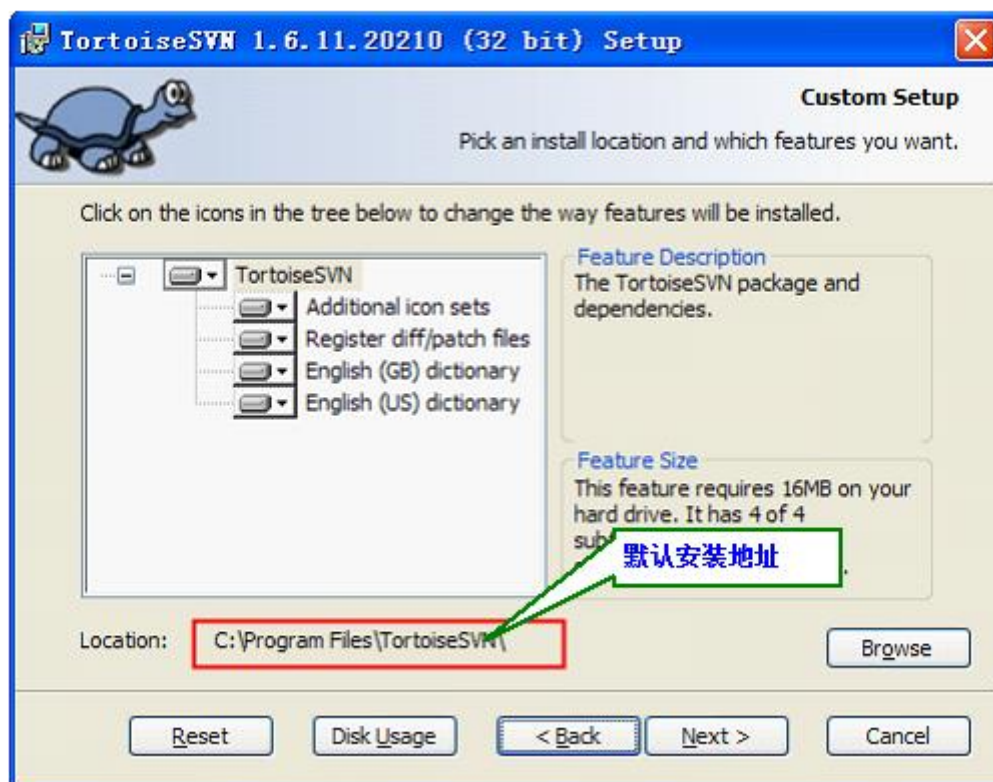 TortoiseSVN 1.6.11.20210 (32 bit) Setup
Custom Setup
Pick an install location and which features you want.
Click on the icons in the tree below to change the way features will be installed.
TortoiseSVN
Additional icon sets
Register diff/patch files
English (GB) dictionary
English (US) dictionary
Feature Description
The TortoiseSVN package and
dependencies.
Feature Size
This feature requires 16MB on your
hard drive. It has 4 of 4
默认安装地址
Location:
C:\Program Files\TortoiseSVN\
Browse
Reset
Disk Usage
< Back
Next >
Cancel